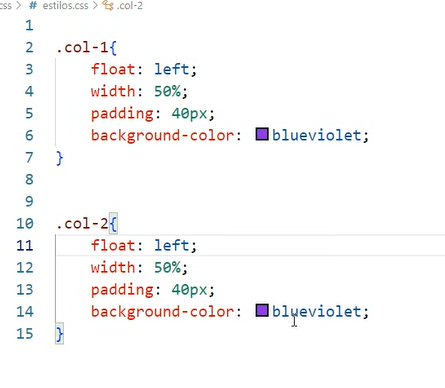 css > # estilos.css > .col-2
1
2 .col-1{
3 float: left;
4 width: 50%;
5 padding: 40px;
6 background-color: blueviolet;
7 }
8
9
10 .col-2{
11 float: left;
12 width: 50%;
13 padding: 40px;
14 background-color: blueviolet;
15 }